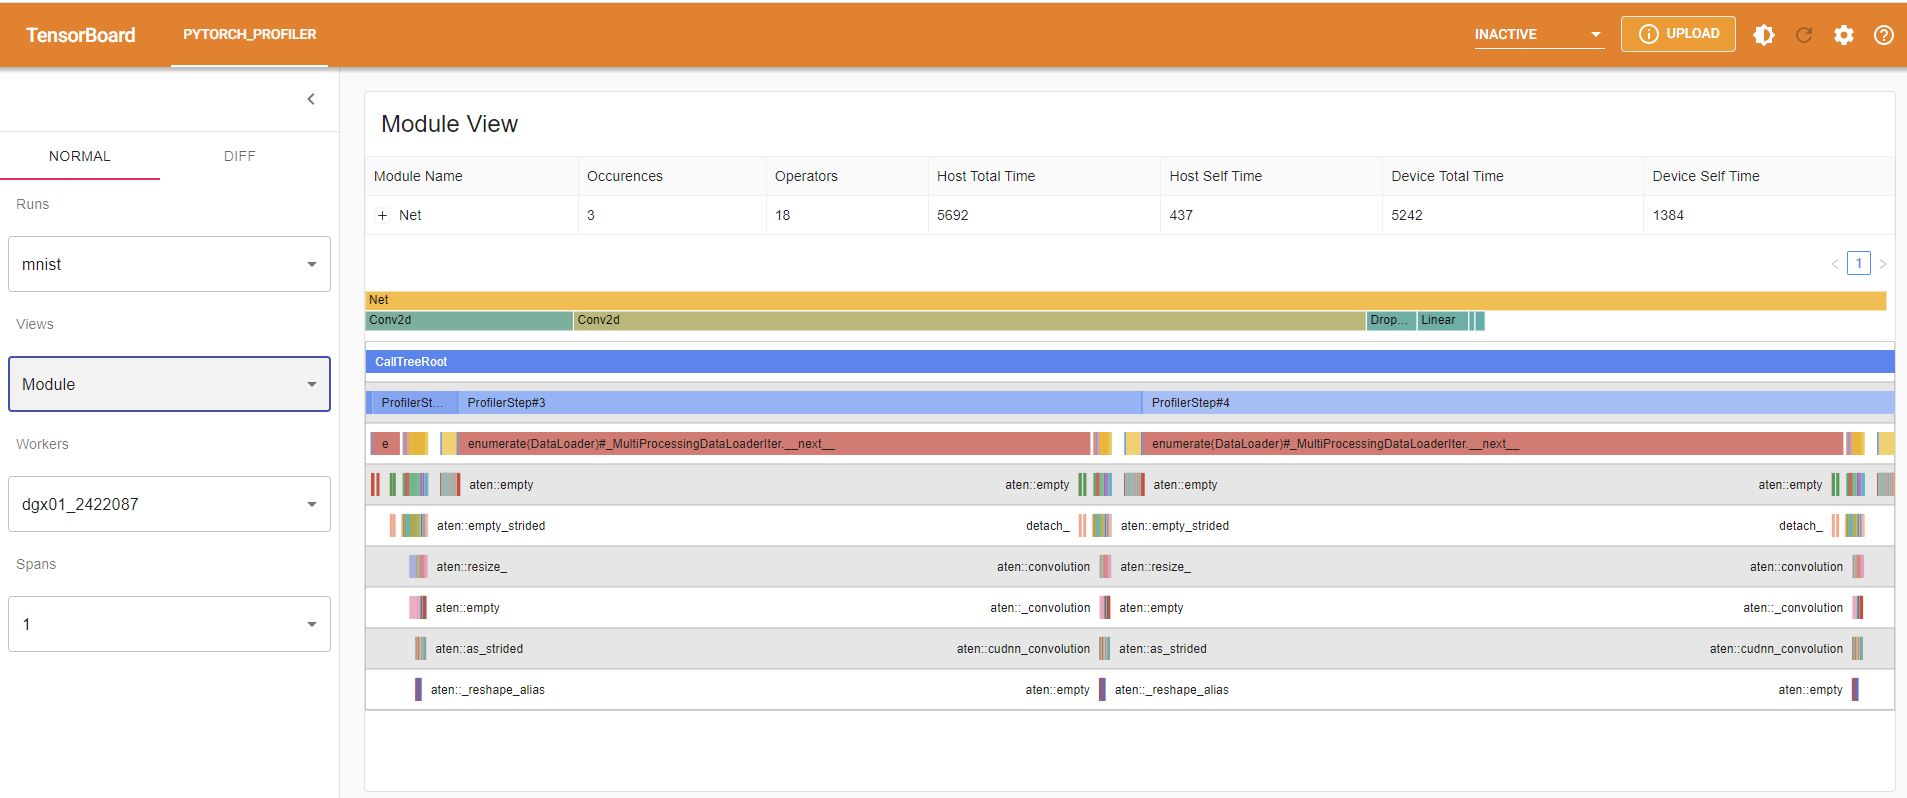 TensorBoard PYTORCH_PROFILER INACTIVE UPLOAD
NORMAL DIFF
Runs
mnist
Views
Module
Workers
dgx01_2422087
Spans
1
Module View
Module Name Occurences Operators Host Total Time Host Self Time Device Total Time Device Self Time
Net 3 18 5692 437 5242 1384
< 1 >
Net
Conv2d Conv2d Drop... Linear
CallTreeRoot
ProfilerSt... ProfilerStep#3 ProfilerStep#4
e enumerate(DataLoader)#_MultiProcessingDataLoaderIter.__next__ enumerate(DataLoader)#_MultiProcessingDataLoaderIter.__next__
aten::empty aten::empty aten::empty aten::empty
aten::empty_strided detach_ aten::empty_strided detach_
aten::resize_ aten::convolution aten::resize_ aten::convolution
aten::empty aten::_convolution aten::empty aten::_convolution
aten::as_strided aten::cudnn_convolution aten::as_strided aten::cudnn_convolution
aten::_reshape_alias aten::empty aten::_reshape_alias aten::empty